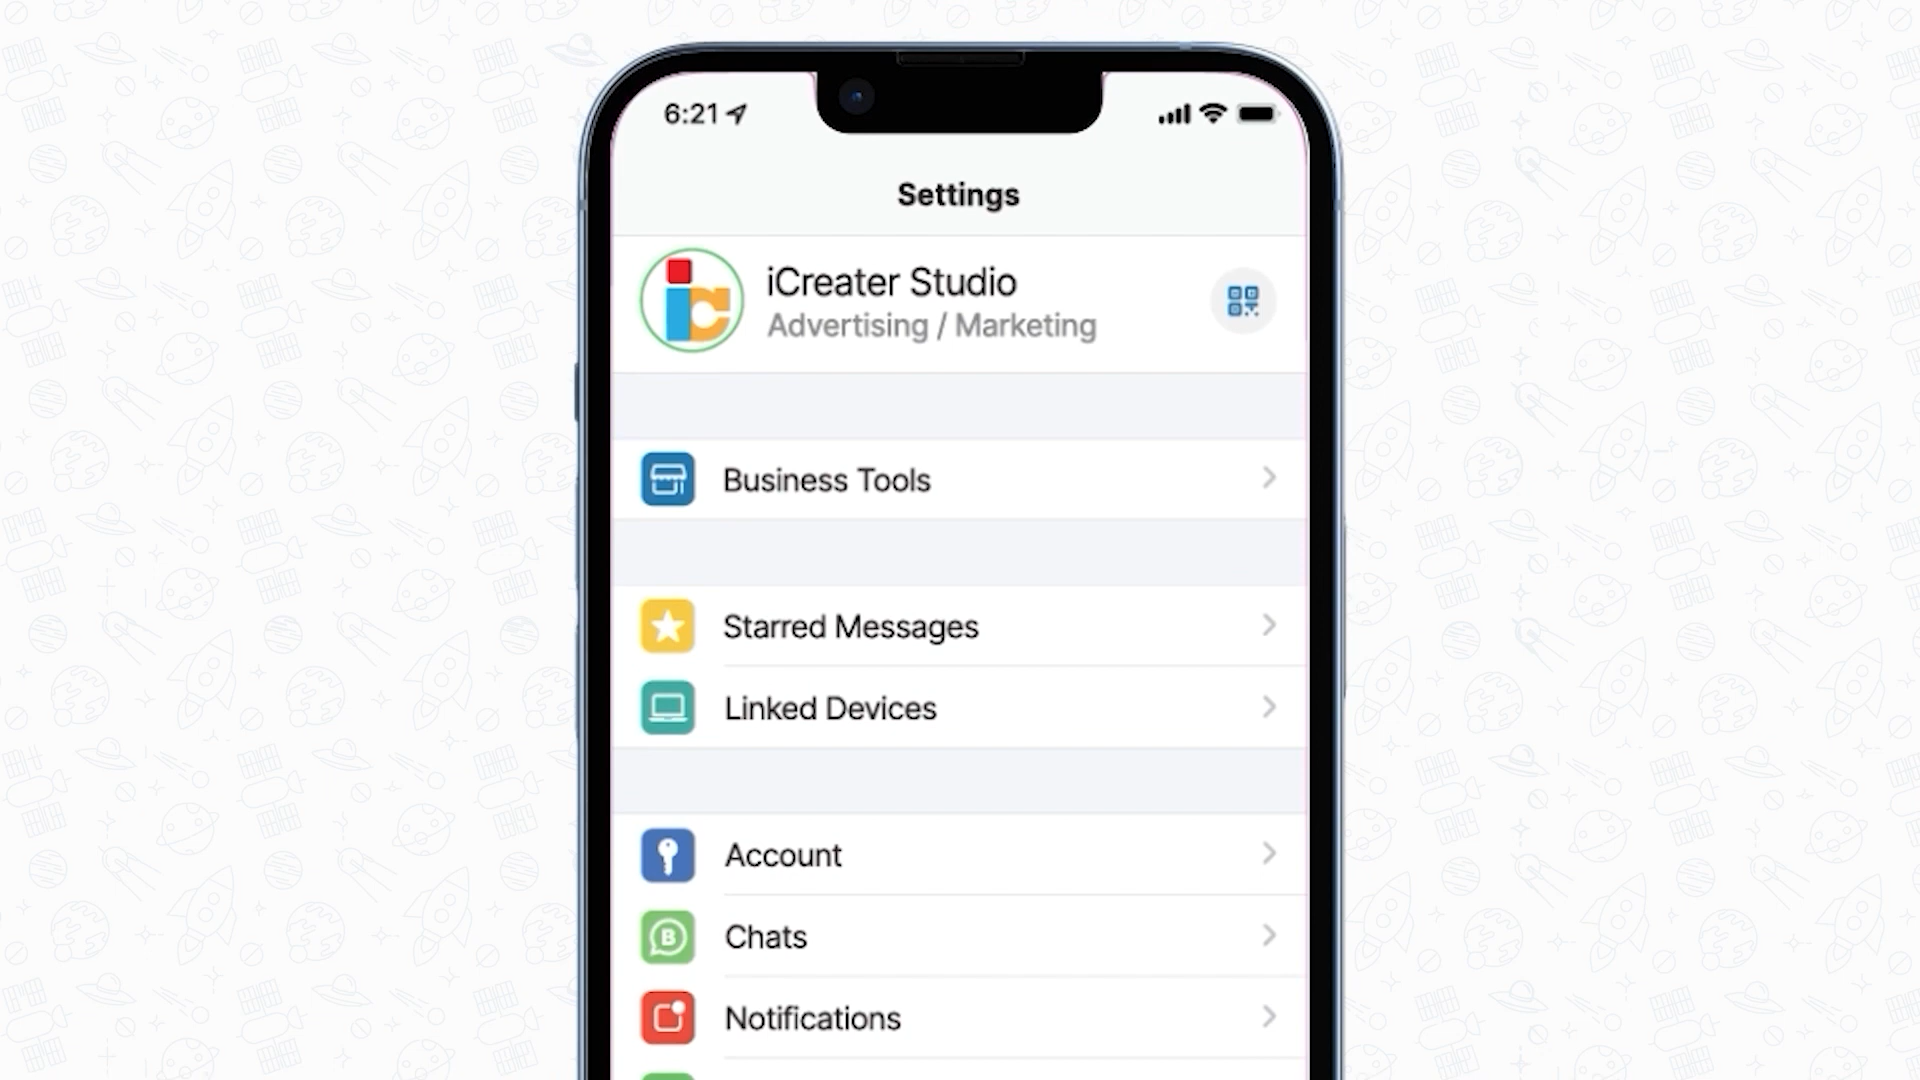 6:21
Settings
iCreater Studio
Advertising / Marketing
Business Tools
Starred Messages
Linked Devices
Account
Chats
Notifications